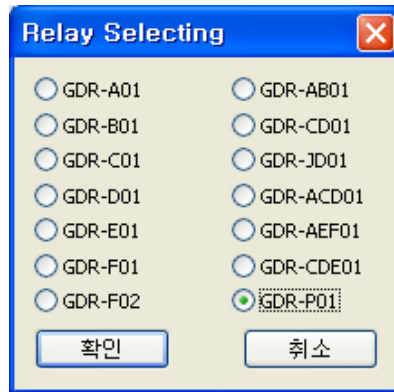 Relay Selecting
GDR-A01 GDR-AB01
GDR-B01 GDR-CD01
GDR-C01 GDR-JD01
GDR-D01 GDR-ACD01
GDR-E01 GDR-AEF01
GDR-F01 GDR-CDE01
GDR-F02 GDR-P01
확인 취소